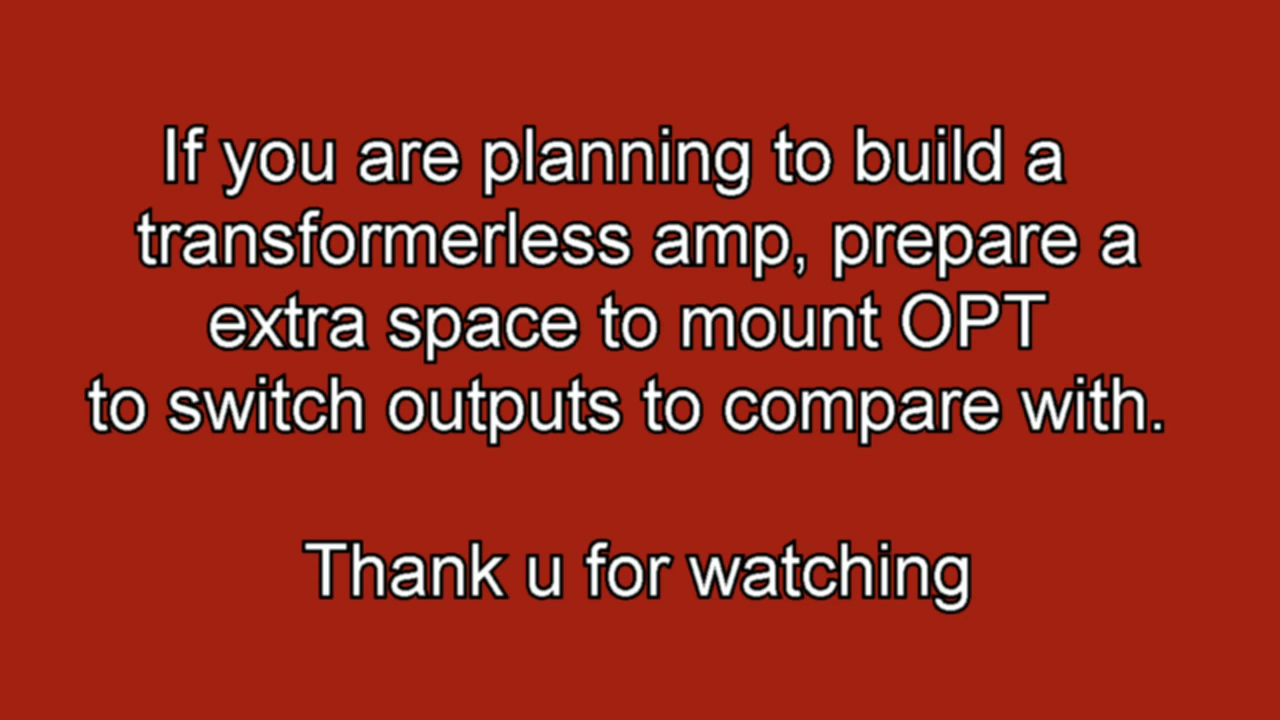 If you are planning to build a
transformerless amp, prepare a
extra space to mount OPT
to switch outputs to compare with.
Thank u for watching